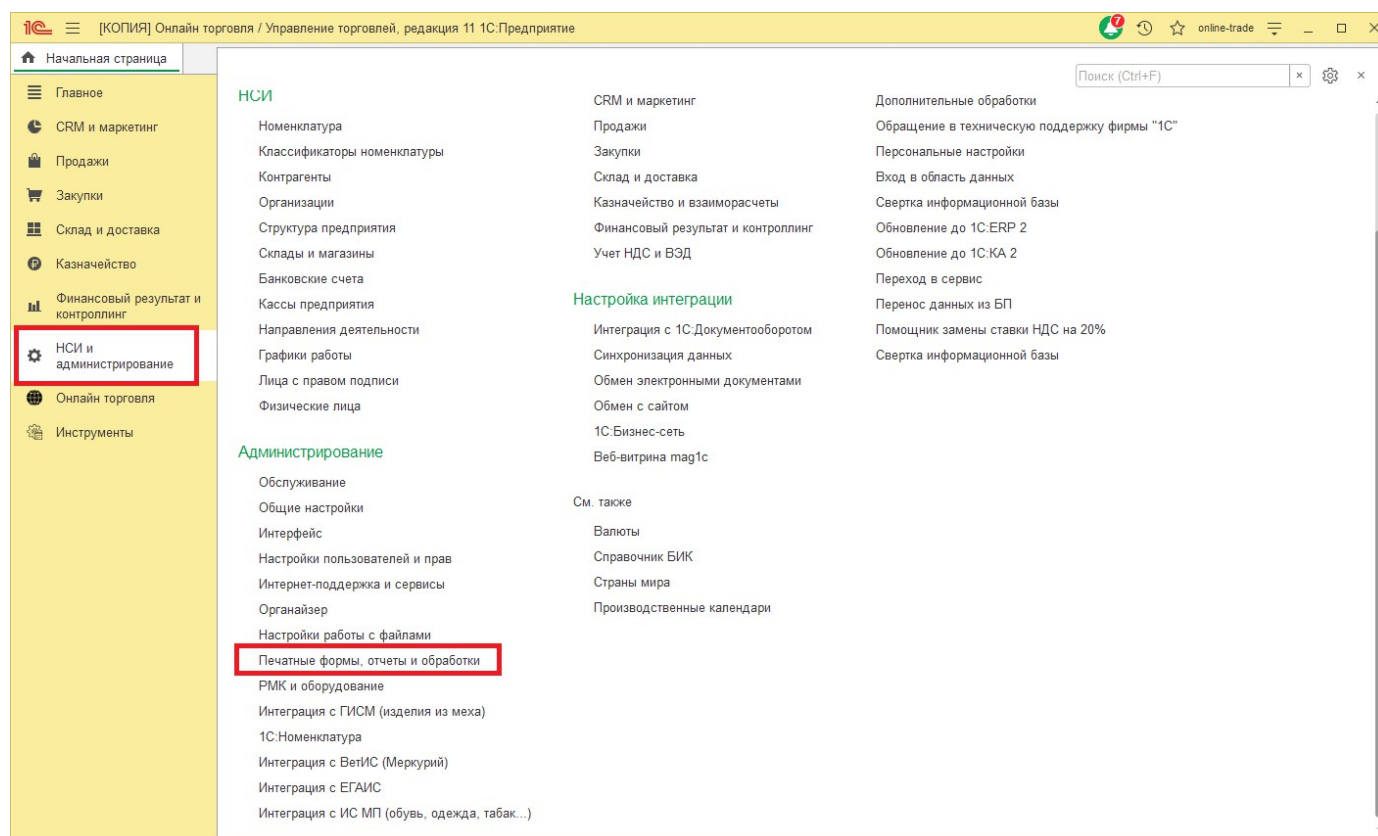 1С [КОПИЯ] Онлайн торговля / Управление торговлей, редакция 11 1С:Предприятие
7
online-trade
Начальная страница
Поиск (Ctrl+F)
Главное
CRM и маркетинг
Продажи
Закупки
Склад и доставка
Казначейство
Финансовый результат и
контроллинг
НСИ и
администрирование
Онлайн торговля
Инструменты
НСИ
Номенклатура
Классификаторы номенклатуры
Контрагенты
Организации
Структура предприятия
Склады и магазины
Банковские счета
Кассы предприятия
Направления деятельности
Графики работы
Лица с правом подписи
Физические лица
Администрирование
Обслуживание
Общие настройки
Интерфейс
Настройки пользователей и прав
Интернет-поддержка и сервисы
Органайзер
Настройки работы с файлами
Печатные формы, отчеты и обработки
РМК и оборудование
Интеграция с ГИСМ (изделия из меха)
1С:Номенклатура
Интеграция с ВетИС (Меркурий)
Интеграция с ЕГАИС
Интеграция с ИС МП (обувь, одежда, табак...)
CRM и маркетинг
Продажи
Закупки
Склад и доставка
Казначейство и взаиморасчеты
Финансовый результат и контроллинг
Учет НДС и ВЭД
Настройка интеграции
Интеграция с 1С:Документооборотом
Синхронизация данных
Обмен электронными документами
Обмен с сайтом
1С:Бизнес-сеть
Веб-витрина mag1c
См. также
Валюты
Справочник БИК
Страны мира
Производственные календари
Дополнительные обработки
Обращение в техническую поддержку фирмы "1С"
Персональные настройки
Вход в область данных
Свертка информационной базы
Обновление до 1С:ERP 2
Обновление до 1С:КА 2
Переход в сервис
Перенос данных из БП
Помощник замены ставки НДС на 20%
Свертка информационной базы